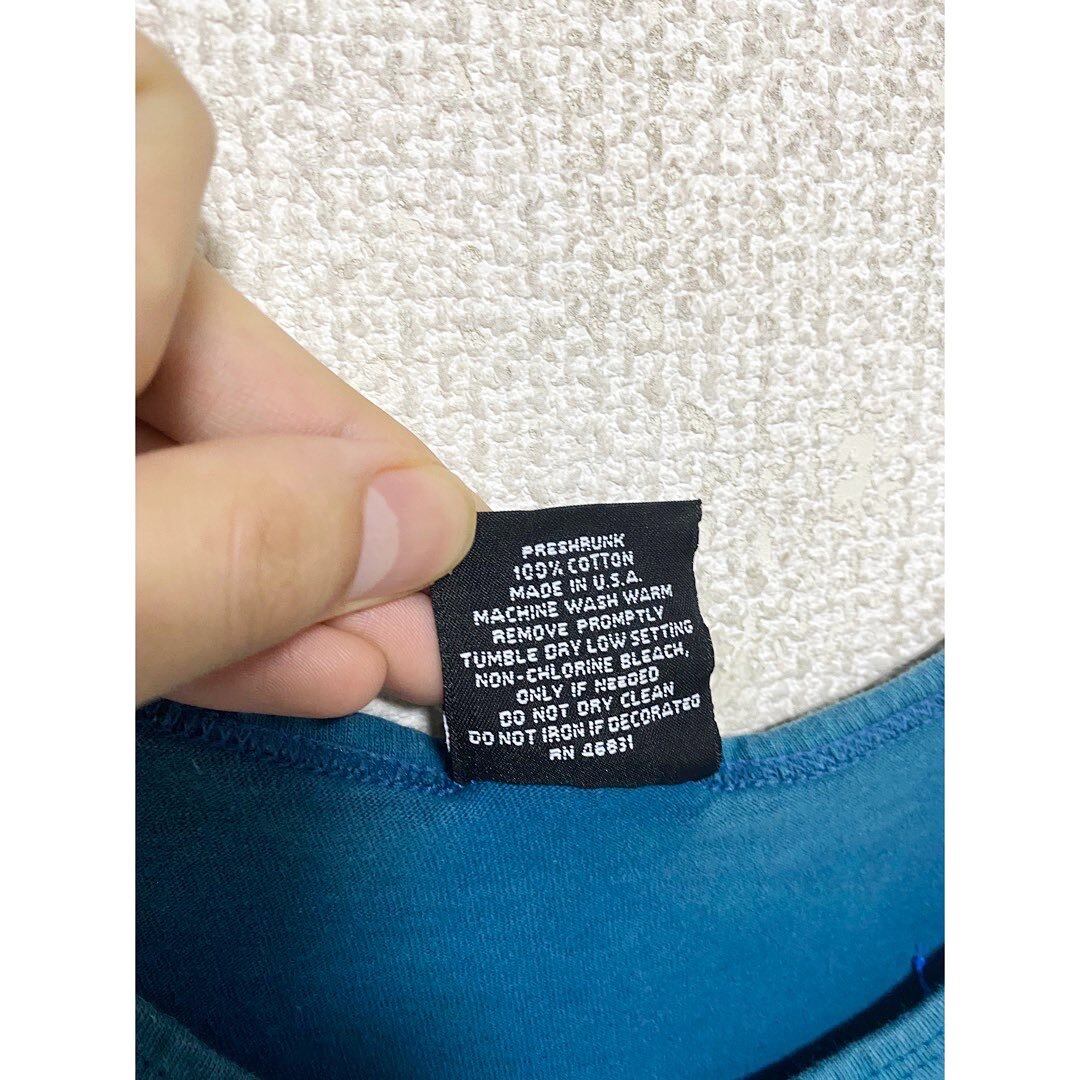 PRESHRUNK
100% COTTON
MADE IN U.S.A.
MACHINE WASH WARM
REMOVE PROMPTLY
TUMBLE DRY LOW SETTING
NON-CHLORINE BLEACH,
ONLY IF NEEDED
DO NOT DRY CLEAN
DO NOT IRON IF DECORATED
RN 46831